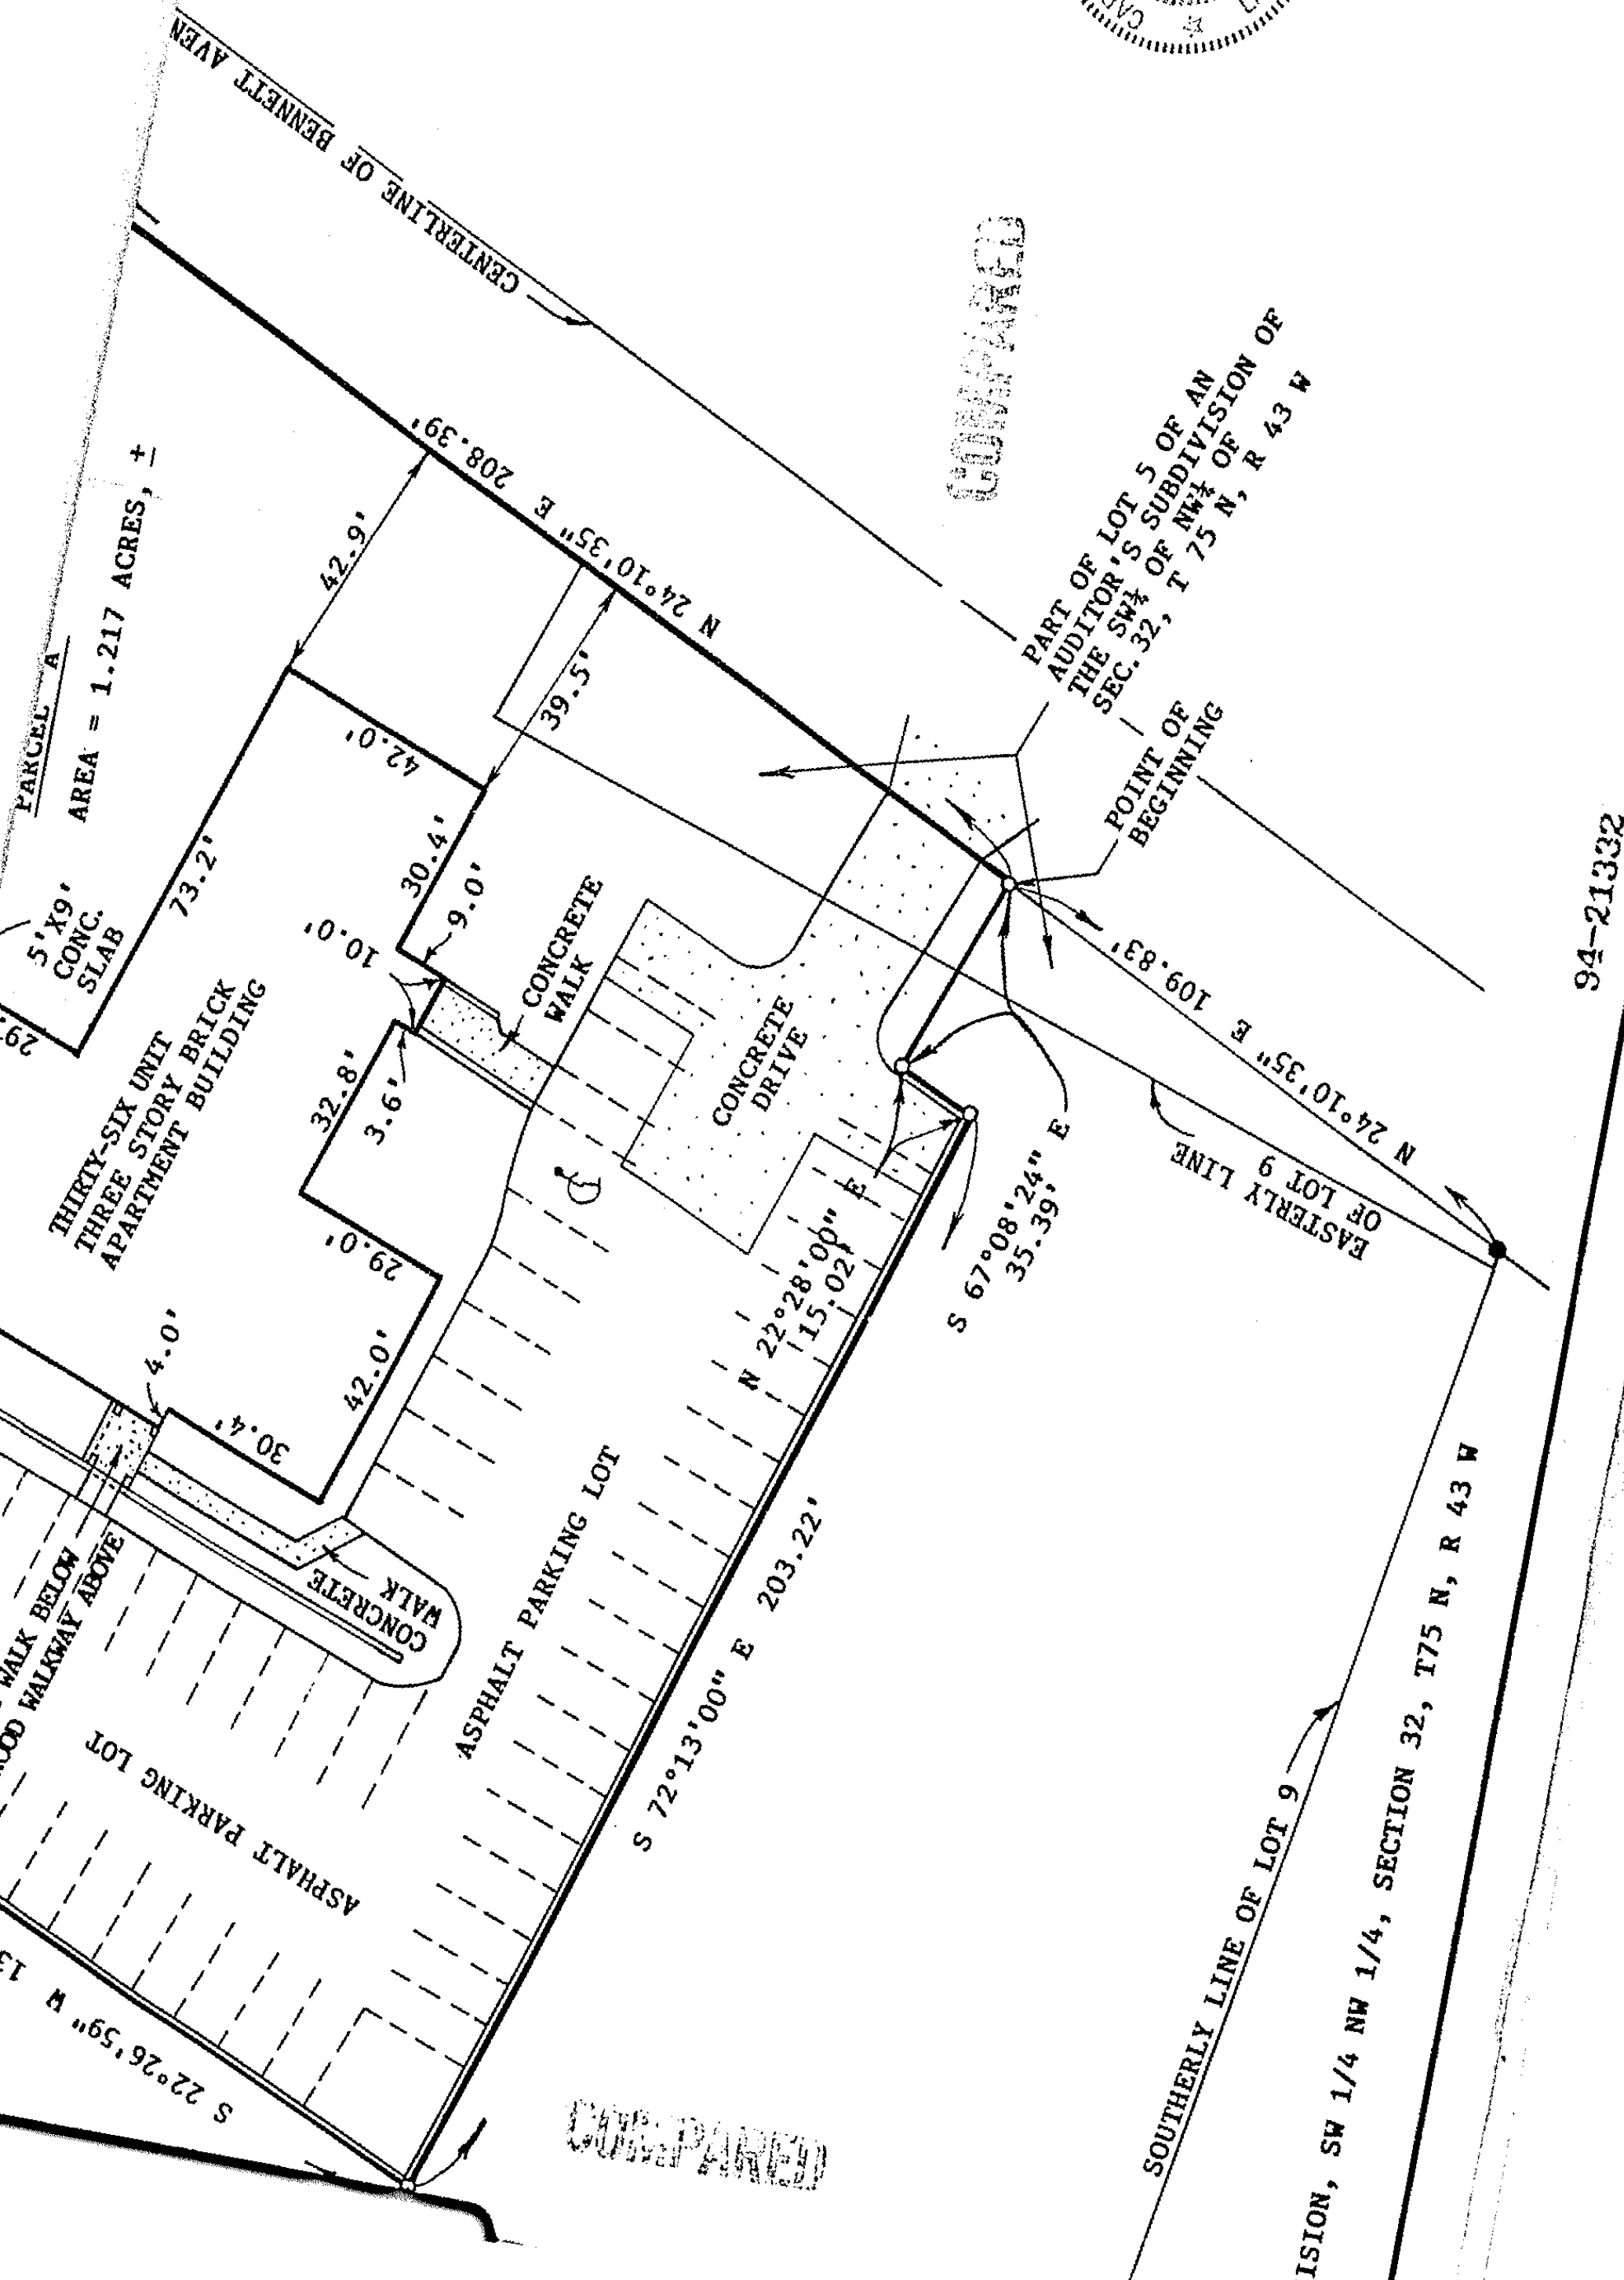 CENTERLINE OF BENNETT AVEN
COMPARED
208.39'
N 24°10'35" E
PARCEL A
AREA = 1.217 ACRES, ±
42.9'
39.5'
42.0'
73.2'
30.4'
9.0'
10.0'
5'X9'
CONC.
SLAB
29.
PART OF LOT 5 OF AN
AUDITOR'S SUBDIVISION OF
THE SW¼ OF NW¼ OF
SEC. 32, T 75 N, R 43 W
POINT OF
BEGINNING
CONCRETE
WALK
CONCRETE
DRIVE
THIRTY-SIX UNIT
THREE STORY BRICK
APARTMENT BUILDING
32.8'
3.6'
29.0'
4.0'
42.0'
30.4'
109.83'
N 24°10'35" E
EASTERLY LINE
OF LOT 9
94-21332
S 67°08'24" E
35.39'
N 22°28'00" E
15.02'
ASPHALT PARKING LOT
S 72°13'00" E 203.22'
CONCRETE
WALK
WALK BELOW
OOD WALKWAY ABOVE
ASPHALT PARKING LOT
S 22°26'59" W 13
COMPARED
SOUTHERLY LINE OF LOT 9
ISION, SW 1/4 NW 1/4, SECTION 32, T75 N, R 43 W